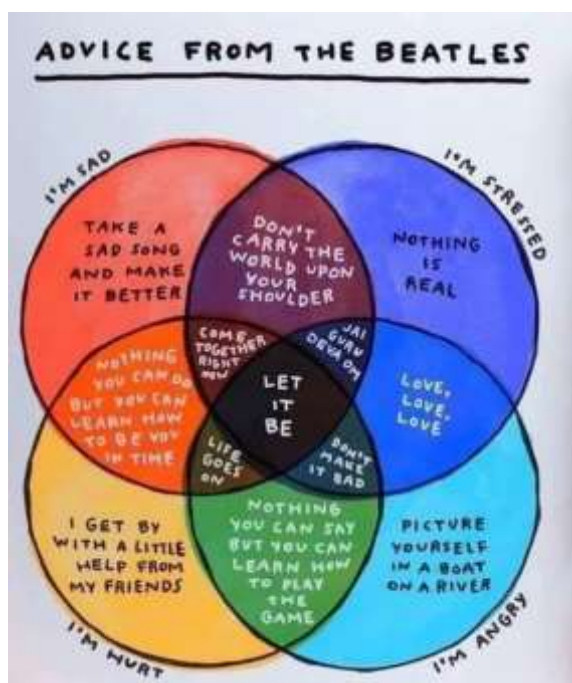 ADVICE FROM THE BEATLES
I'M SAD
I'M STRESSED
TAKE A
SAD SONG
AND MAKE
IT BETTER
DON'T
CARRY THE
WORLD UPON
YOUR
SHOULDER
NOTHING
IS
REAL
COME
TOGETHER
RIGHT
NOW
JAI
GURU
DEVA OM
NOTHING
YOU CAN DO
BUT YOU CAN
LEARN HOW
TO BE YOU
IN TIME
LET
IT
BE
LOVE,
LOVE,
LOVE
LIFE
GOES
ON
DON'T
MAKE
IT BAD
I GET BY
WITH A LITTLE
HELP FROM
MY FRIENDS
NOTHING
YOU CAN SAY
BUT YOU CAN
LEARN HOW
TO PLAY
THE
GAME
PICTURE
YOURSELF
IN A BOAT
ON A RIVER
I'M HURT
I'M ANGRY